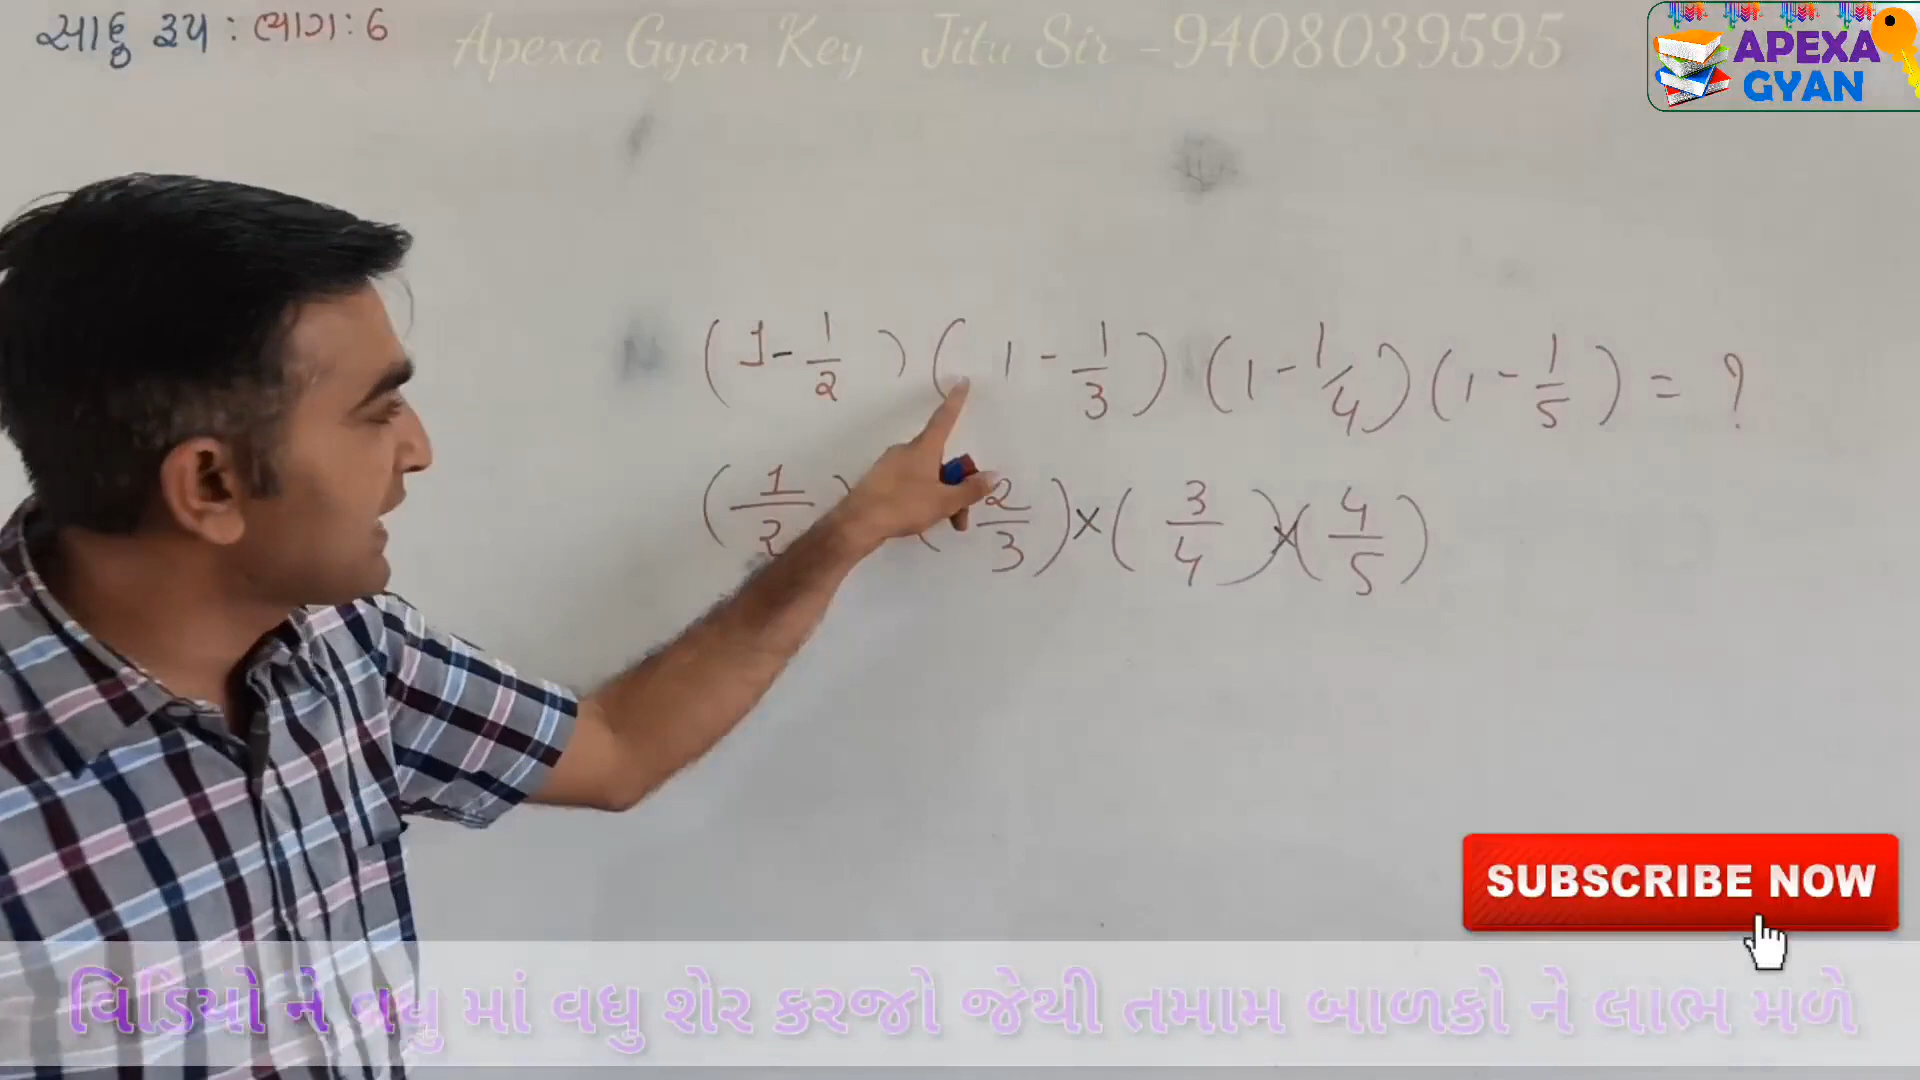 સાદુ રૂપ : ભાગ : 6
Apexa Gyan Key Jitu Sir - 9408039595
APEXA
GYAN
(1 - 1/2) (1 - 1/3) (1 - 1/4) (1 - 1/5) = ?
(1/2) (2/3) × (3/4) × (4/5)
SUBSCRIBE NOW
વિડિયો ને વધુ માં વધુ શેર કરજો જેથી તમામ બાળકો ને લાભ મળે